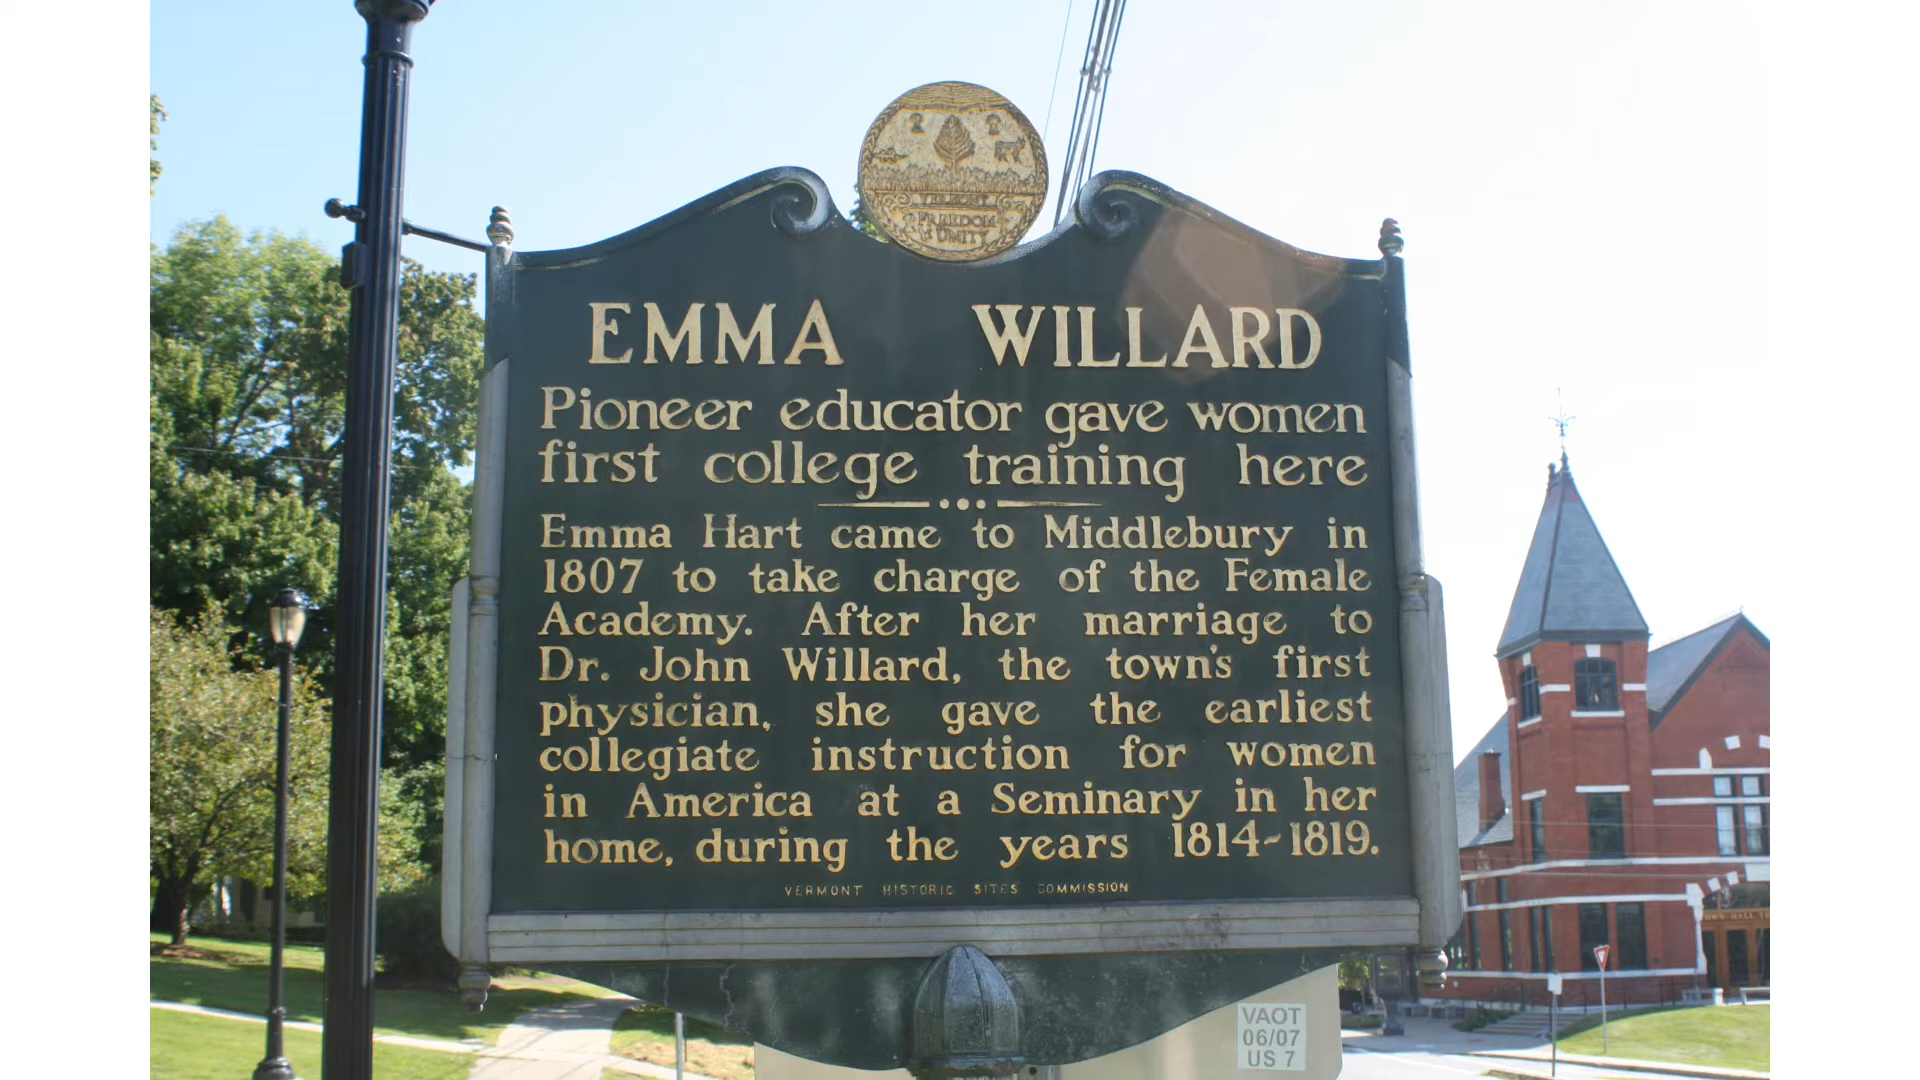 VERMONT
FREEDOM
& UNITY
EMMA WILLARD
Pioneer educator gave women
first college training here
Emma Hart came to Middlebury in
1807 to take charge of the Female
Academy. After her marriage to
Dr. John Willard, the town's first
physician, she gave the earliest
collegiate instruction for women
in America at a Seminary in her
home, during the years 1814-1819.
VERMONT HISTORIC SITES COMMISSION
VAOT
06/07
US 7
OWN HALL T